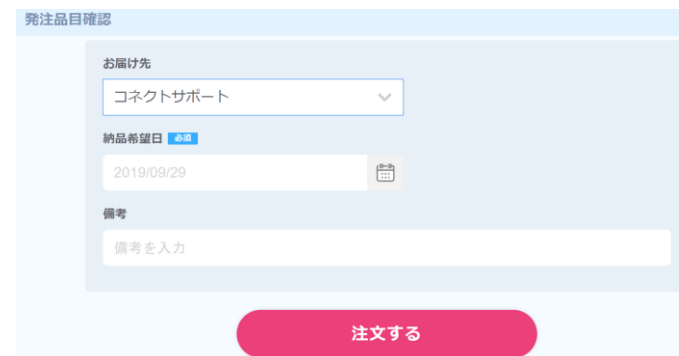 発注品目確認
お届け先
コネクトサポート
納品希望日 必須
2019/09/29
備考
備考を入力
注文する